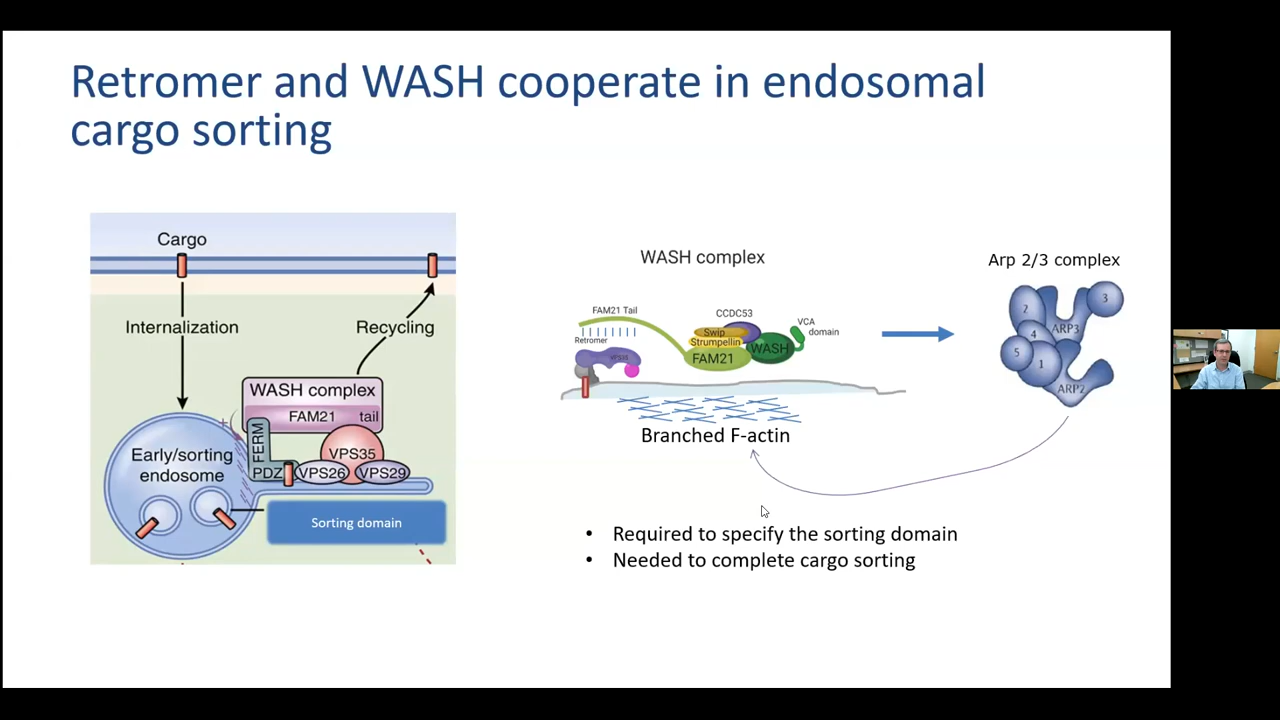 Retromer and WASH cooperate in endosomal
cargo sorting
Cargo
Internalization
Recycling
WASH complex
FAM21 tail
FERM
PDZ
VPS35
VPS26
VPS29
Early/sorting
endosome
Sorting domain
WASH complex
FAM21 Tail
Retromer
CCDC53
Swip
Strumpellin
FAM21
WASH
VCA
domain
Branched F-actin
Arp 2/3 complex
2
3
ARP3
4
5
1
ARP2
• Required to specify the sorting domain
• Needed to complete cargo sorting